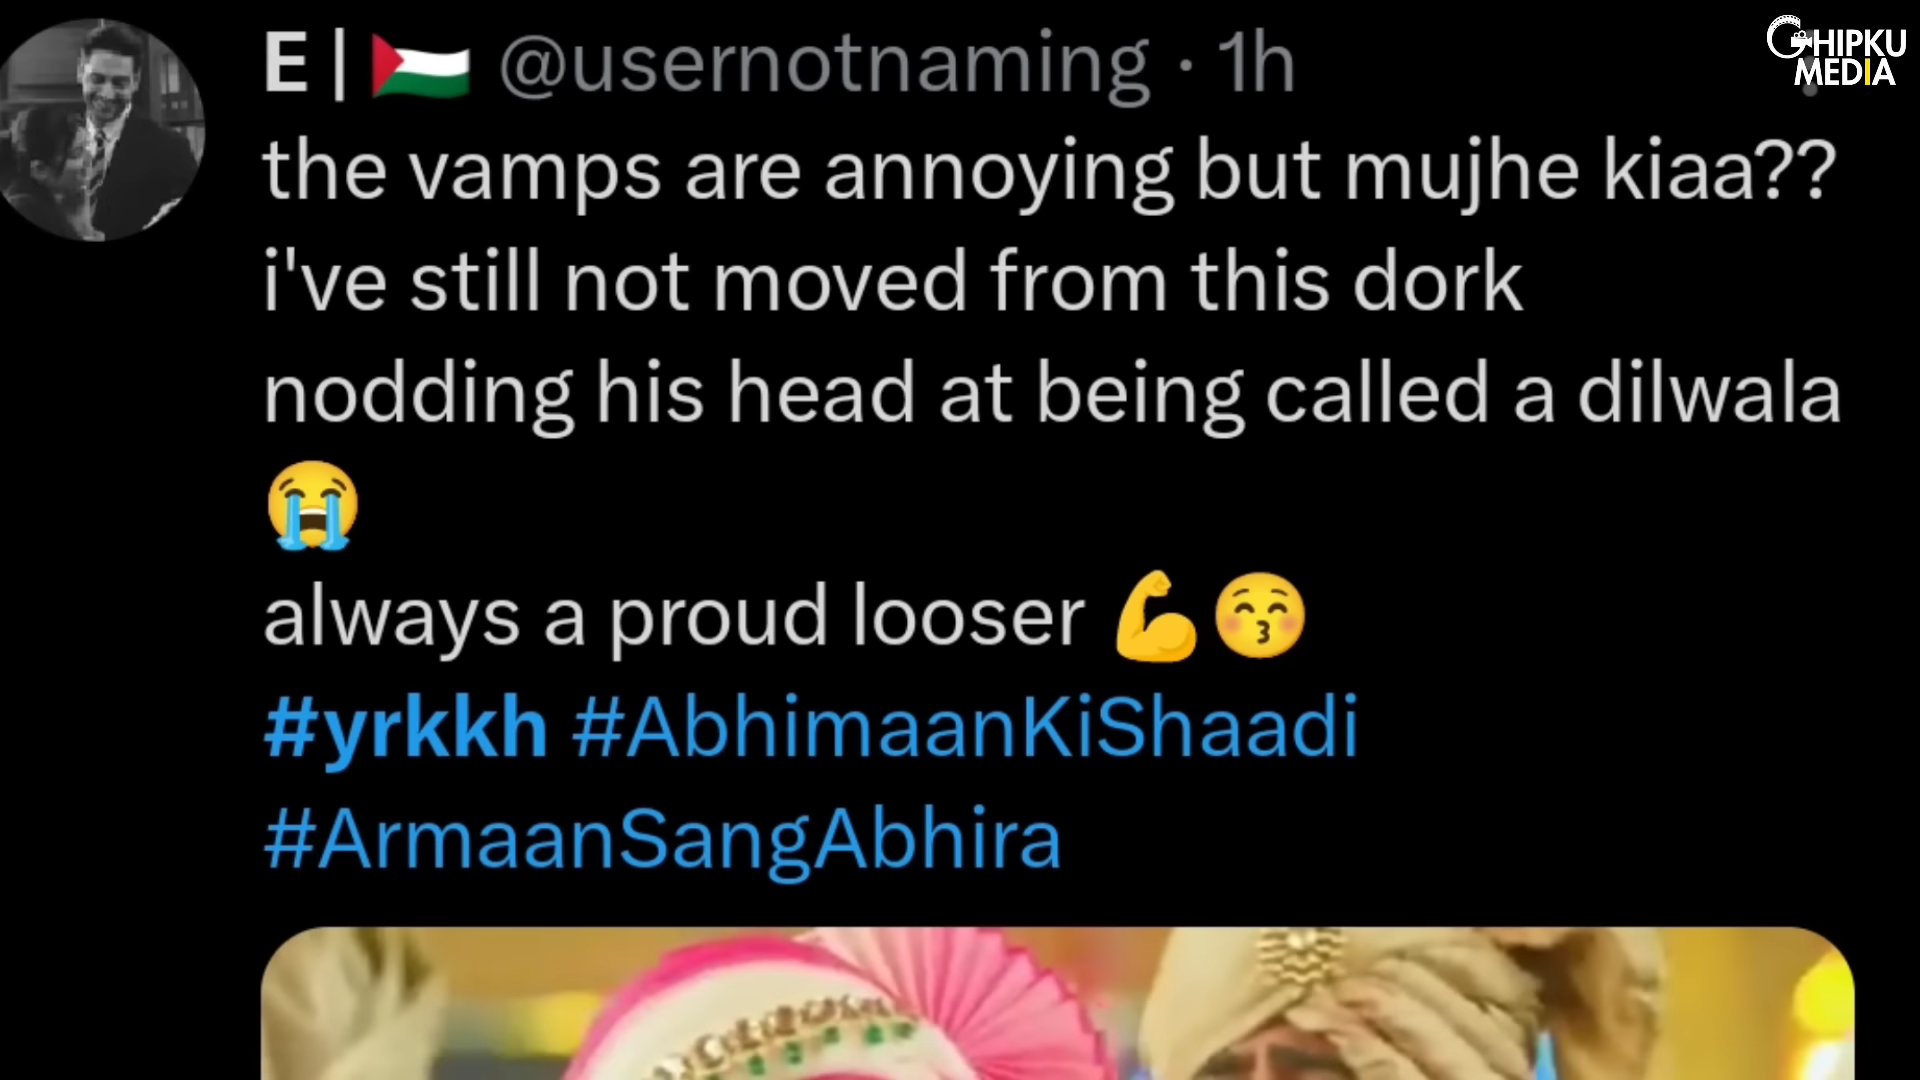 E | 🇵🇸 @usernotnaming · 1h
GHIPKU
MEDIA
the vamps are annoying but mujhe kiaa??
i've still not moved from this dork
nodding his head at being called a dilwala
😭
always a proud looser 💪😚
#yrkkh #AbhimaanKiShaadi
#ArmaanSangAbhira